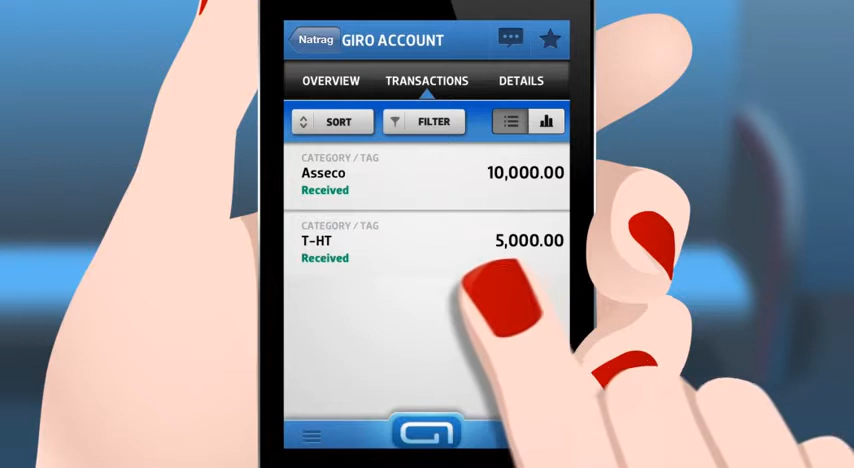 Natrag
GIRO ACCOUNT
OVERVIEW
TRANSACTIONS
DETAILS
SORT
FILTER
CATEGORY / TAG
Asseco
10,000.00
Received
CATEGORY / TAG
T-HT
5,000.00
Received